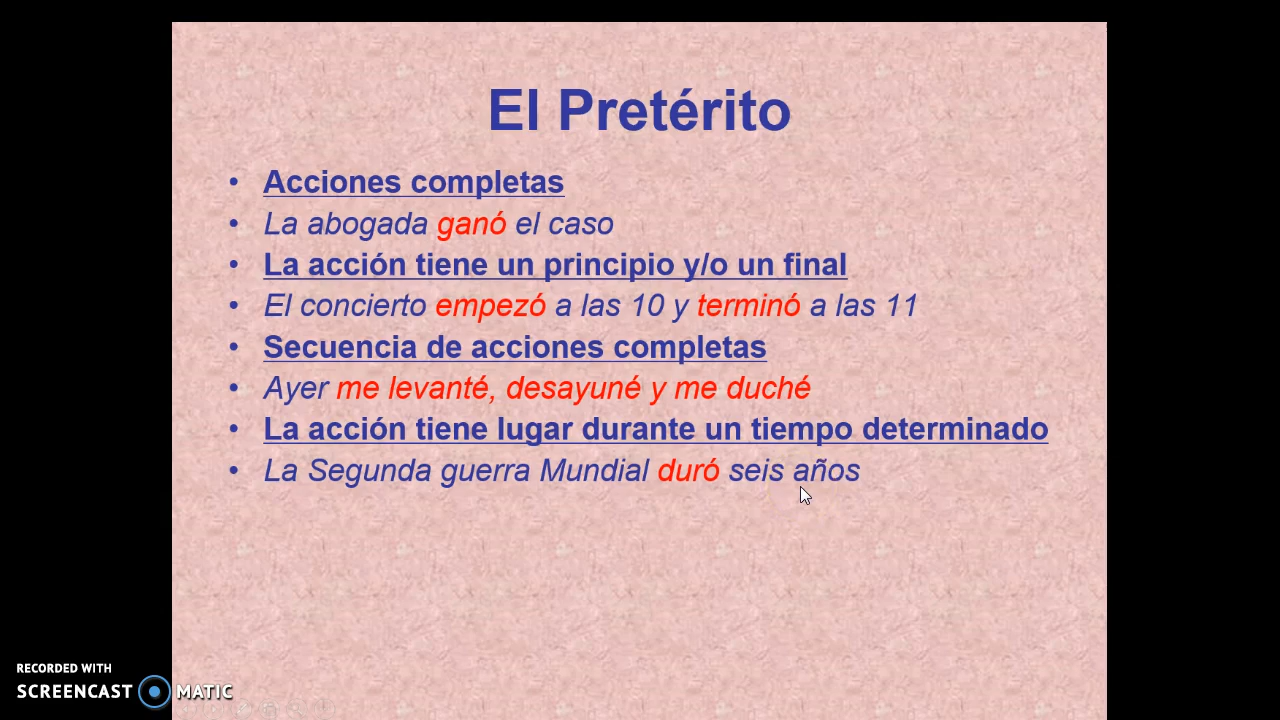 El Pretérito
• Acciones completas
• La abogada ganó el caso
• La acción tiene un principio y/o un final
• El concierto empezó a las 10 y terminó a las 11
• Secuencia de acciones completas
• Ayer me levanté, desayuné y me duché
• La acción tiene lugar durante un tiempo determinado
• La Segunda guerra Mundial duró seis años
RECORDED WITH
SCREENCAST MATIC